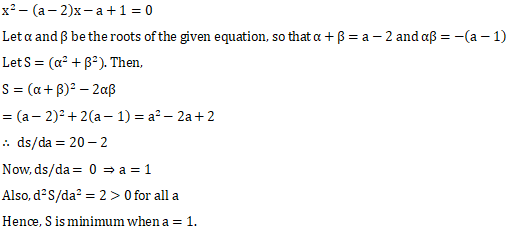 x² − (a − 2)x − a + 1 = 0
Let α and β be the roots of the given equation, so that α + β = a − 2 and αβ = −(a − 1)
Let S = (α² + β²). Then,
S = (α + β)² − 2αβ
= (a − 2)² + 2(a − 1) = a² − 2a + 2
∴ ds/da = 20 − 2
Now, ds/da = 0 ⇒ a = 1
Also, d²S/da² = 2 > 0 for all a
Hence, S is minimum when a = 1.